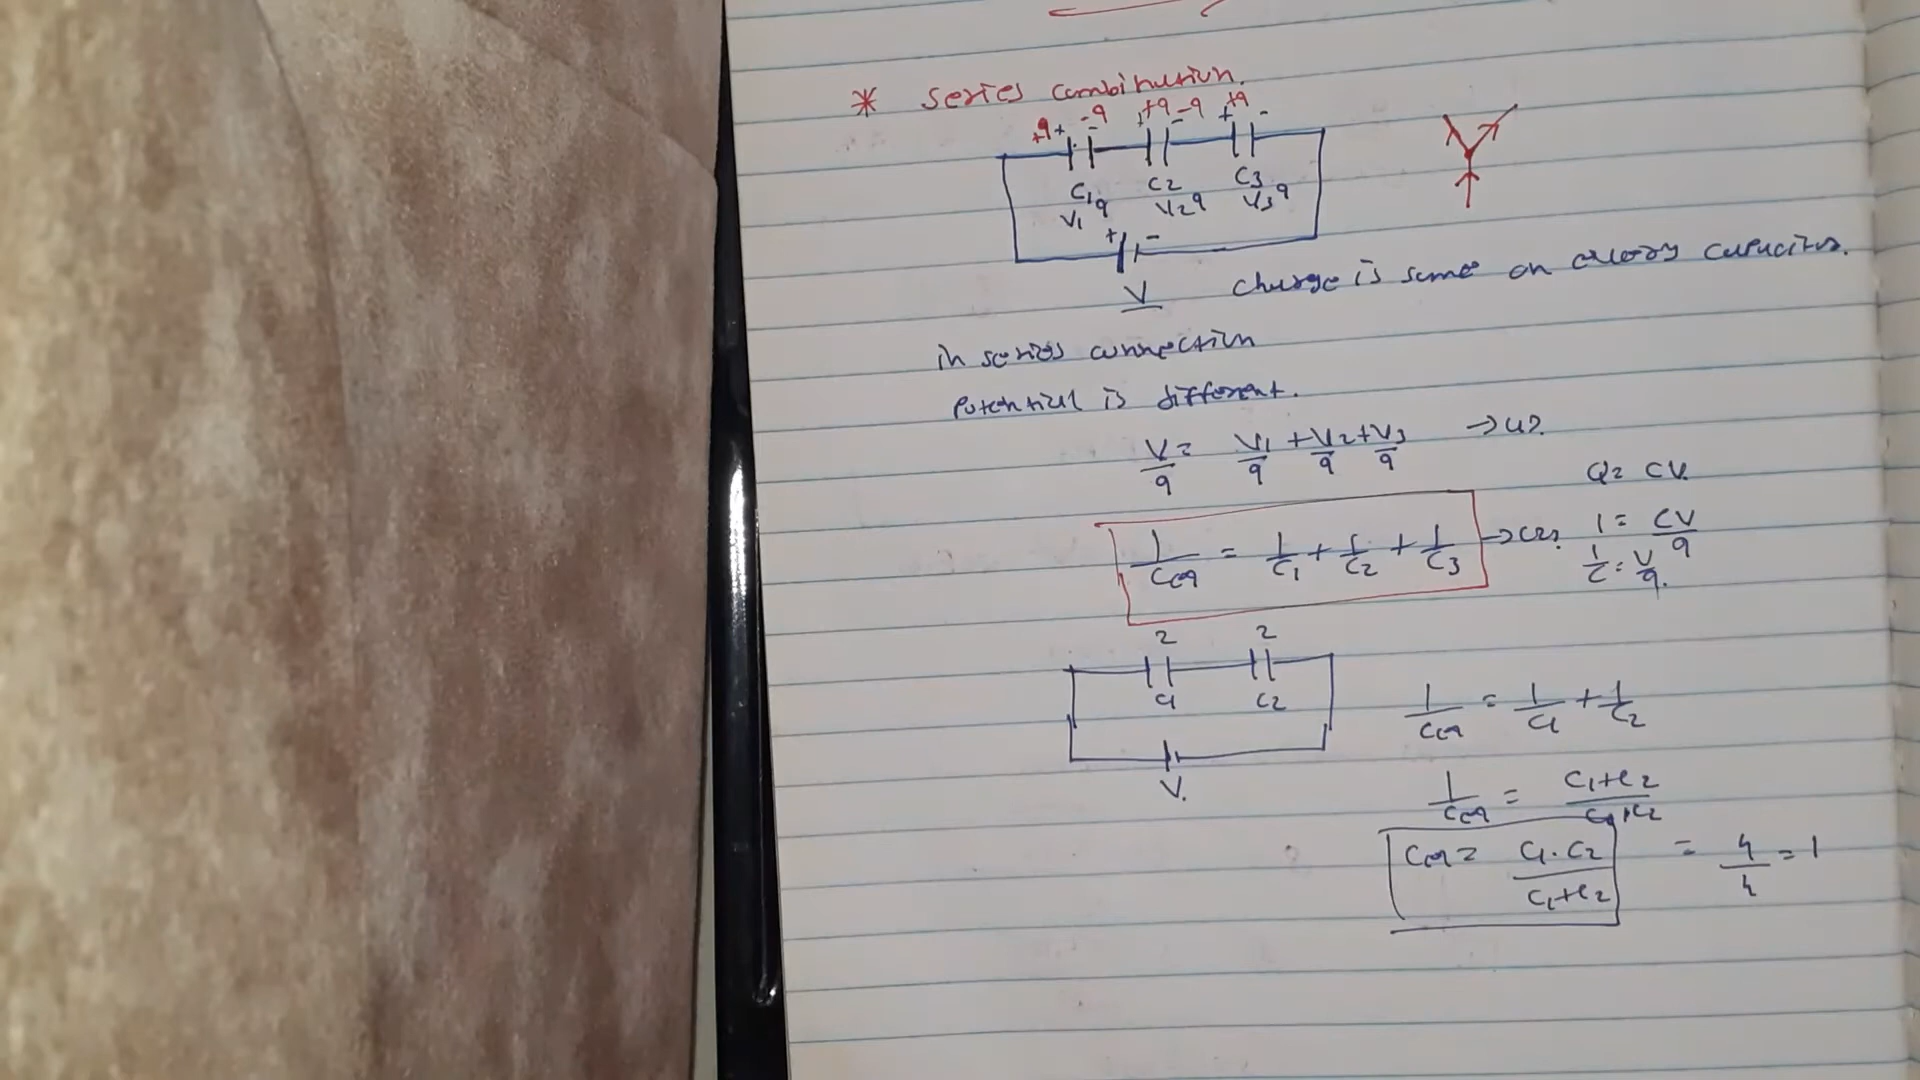 * Series combination.
+q + -q - + +q -q - + +q -
C1 q C2 C3
V1 V2 q V3 q
+ -
V
Charge is same on every capacitor.
in series connection
Potential is different.
V/q = V1/q + V2/q + V3/q
Q = CV.
1/Ceq = 1/C1 + 1/C2 + 1/C3
1 = CV/q
1/C = V/q.
2 2
C1 C2
V.
1/Ceq = 1/C1 + 1/C2
1/Ceq = C1+C2/C1·C2
Ceq = C1·C2/C1+C2 = 4/4 = 1